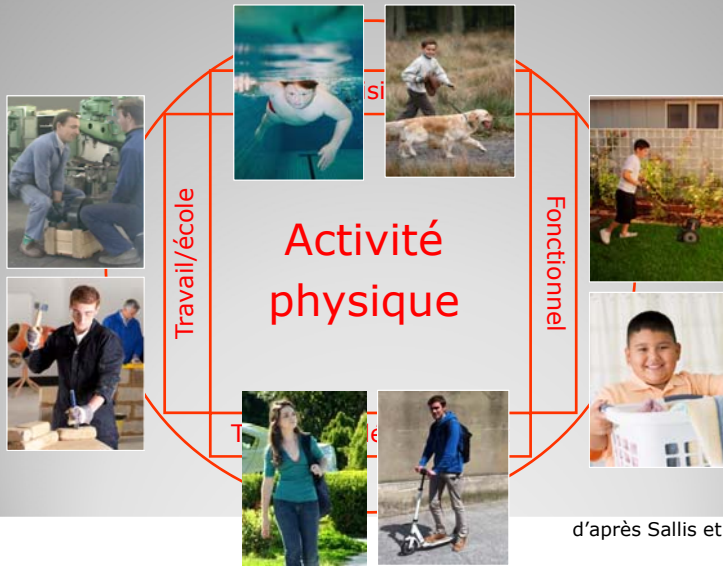 Travail/école
Activité
physique
Fonctionnel
d'après Sallis et